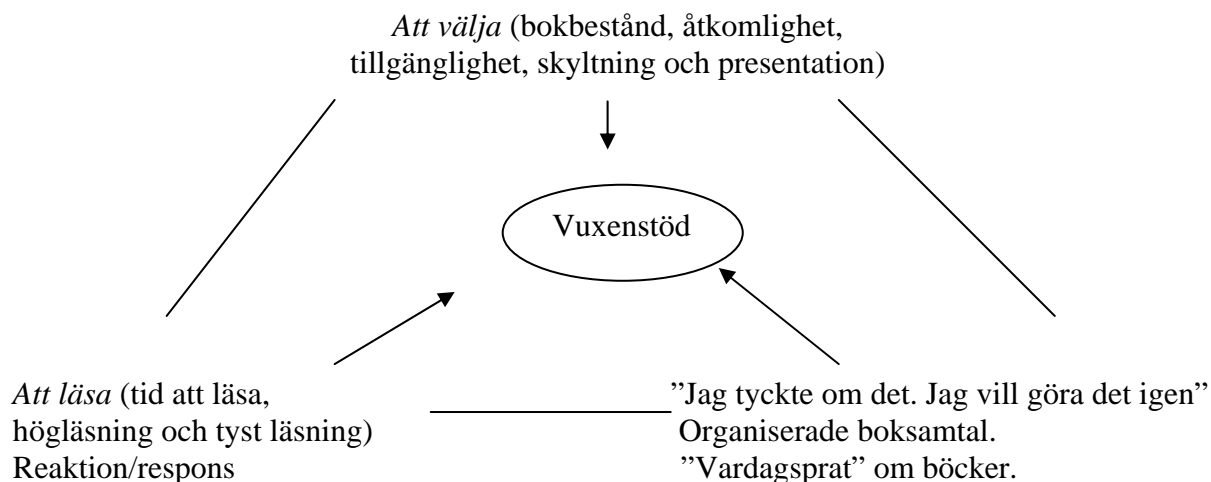 Att välja (bokbestånd, åtkomlighet,
tillgänglighet, skyltning och presentation)
Vuxenstöd
Att läsa (tid att läsa,
högläsning och tyst läsning)
Reaktion/respons
”Jag tyckte om det. Jag vill göra det igen”
Organiserade boksamtal.
”Vardagsprat” om böcker.